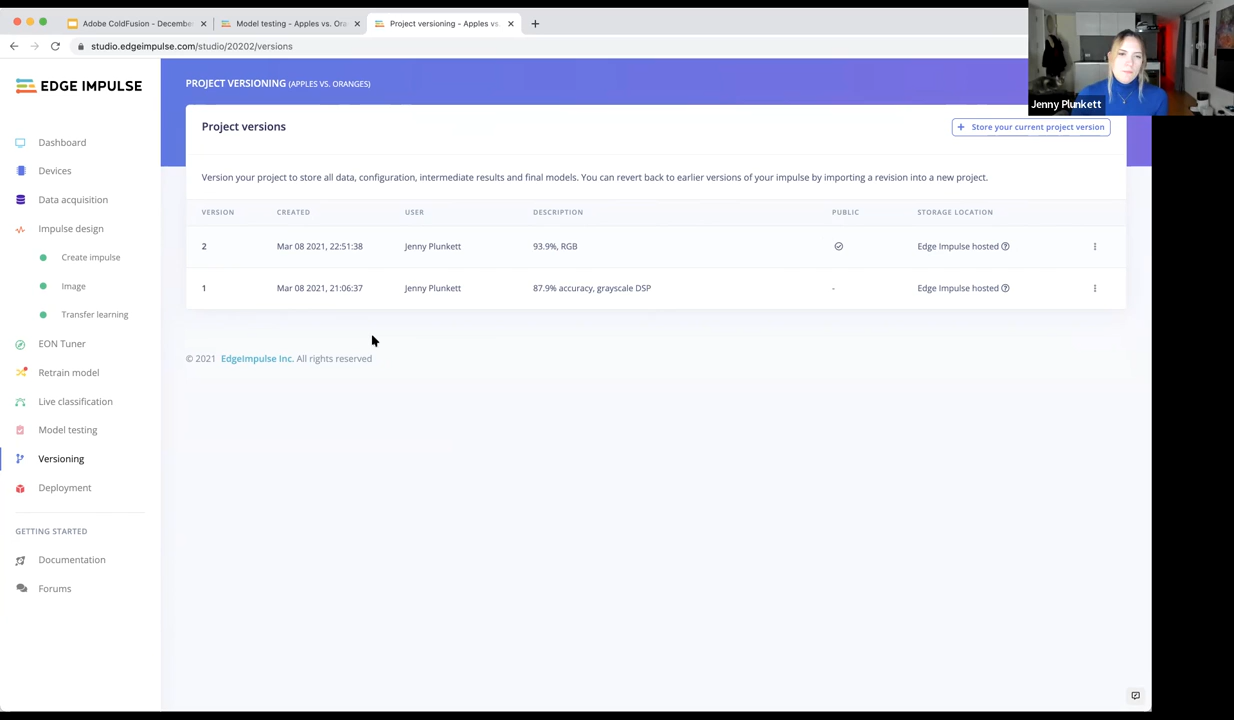 Adobe ColdFusion - Decembe
Model testing - Apples vs. Ora
Project versioning - Apples vs.
studio.edgeimpulse.com/studio/20202/versions
Jenny Plunkett
EDGE IMPULSE
Dashboard
Devices
Data acquisition
Impulse design
Create impulse
Image
Transfer learning
EON Tuner
Retrain model
Live classification
Model testing
Versioning
Deployment
GETTING STARTED
Documentation
Forums
PROJECT VERSIONING (APPLES VS. ORANGES)
Project versions
+ Store your current project version
Version your project to store all data, configuration, intermediate results and final models. You can revert back to earlier versions of your impulse by importing a revision into a new project.
VERSION CREATED USER DESCRIPTION PUBLIC STORAGE LOCATION
2 Mar 08 2021, 22:51:38 Jenny Plunkett 93.9%, RGB Edge Impulse hosted
1 Mar 08 2021, 21:06:37 Jenny Plunkett 87.9% accuracy, grayscale DSP - Edge Impulse hosted
© 2021 EdgeImpulse Inc. All rights reserved